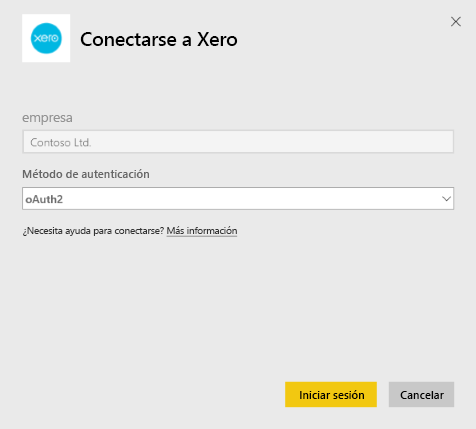 xero
Conectarse a Xero
empresa
Contoso Ltd.
Método de autenticación
oAuth2
¿Necesita ayuda para conectarse? Más información
Iniciar sesión
Cancelar